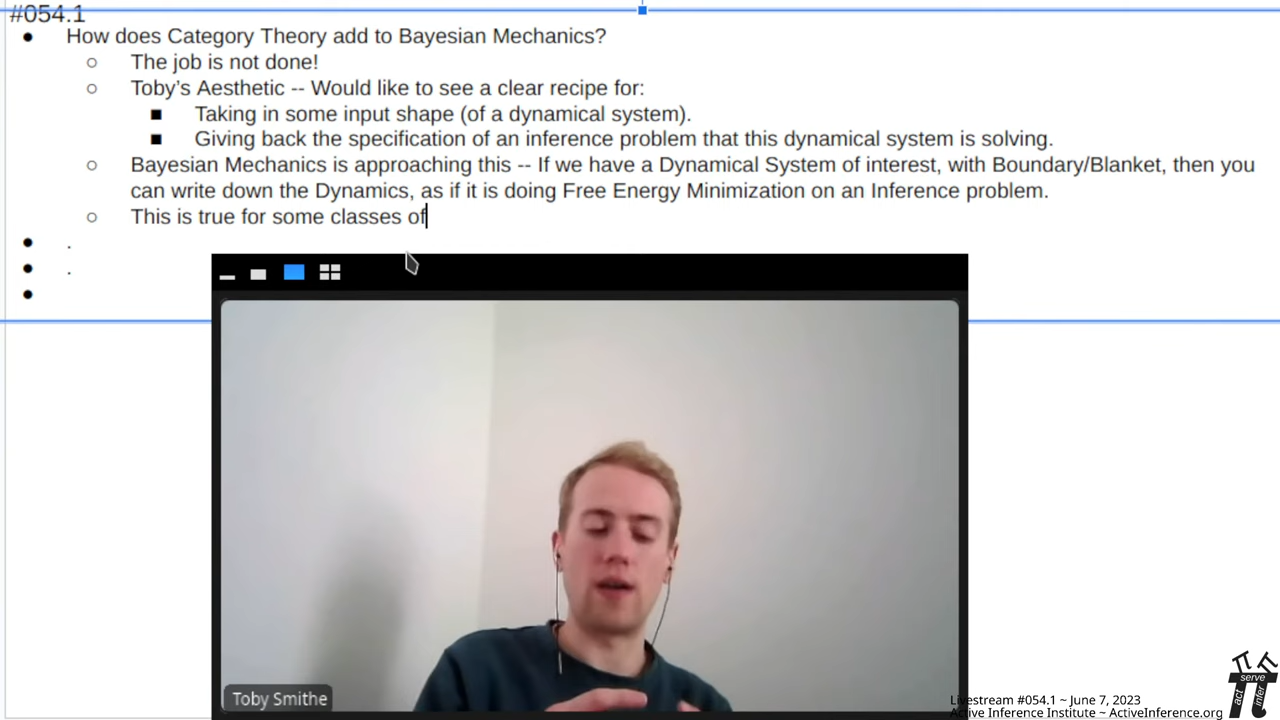 #054.1
● How does Category Theory add to Bayesian Mechanics?
○ The job is not done!
○ Toby's Aesthetic -- Would like to see a clear recipe for:
■ Taking in some input shape (of a dynamical system).
■ Giving back the specification of an inference problem that this dynamical system is solving.
○ Bayesian Mechanics is approaching this -- If we have a Dynamical System of interest, with Boundary/Blanket, then you
can write down the Dynamics, as if it is doing Free Energy Minimization on an Inference problem.
○ This is true for some classes of
● .
● .
●
Toby Smithe
Livestream #054.1 ~ June 7, 2023
Active Inference Institute ~ ActiveInference.org
π π
serve
act
infer